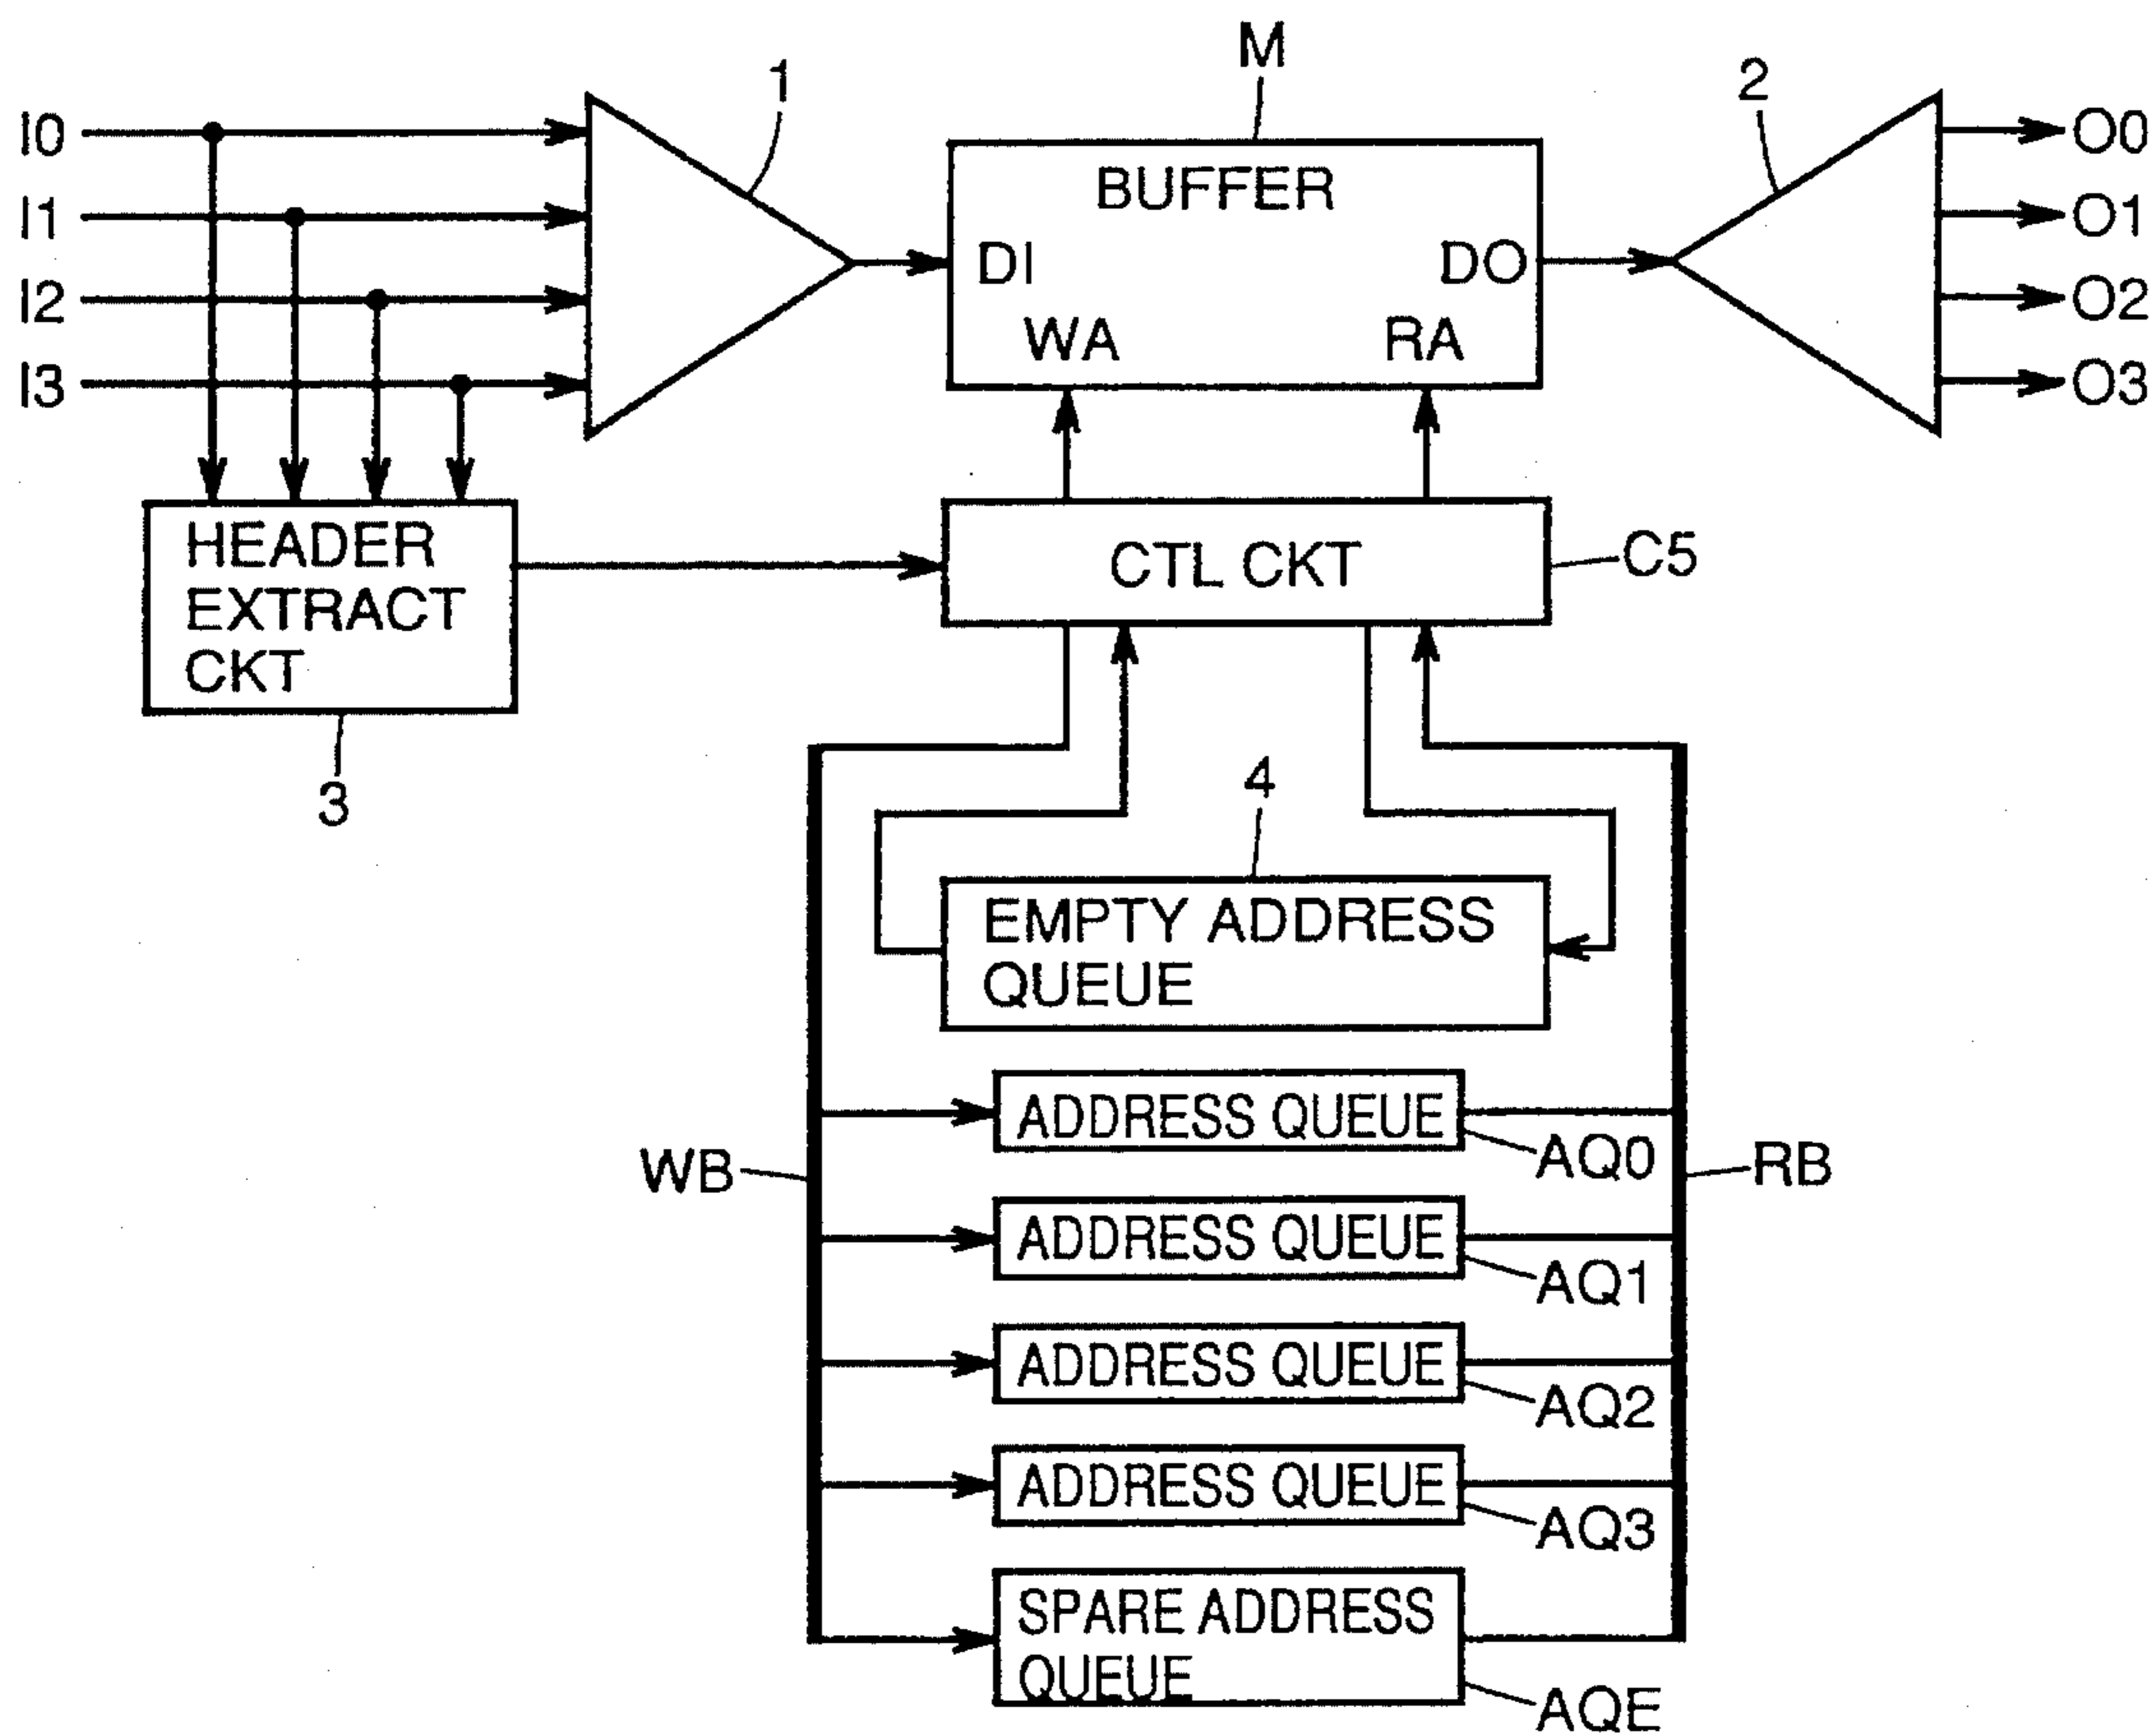 M
1
2
I0
I1
I2
I3
BUFFER
DI
DO
WA
RA
O0
O1
O2
O3
HEADER
EXTRACT
CKT
3
CTL CKT
C5
4
EMPTY ADDRESS
QUEUE
WB
RB
ADDRESS QUEUE
AQ0
ADDRESS QUEUE
AQ1
ADDRESS QUEUE
AQ2
ADDRESS QUEUE
AQ3
SPARE ADDRESS
QUEUE
AQE